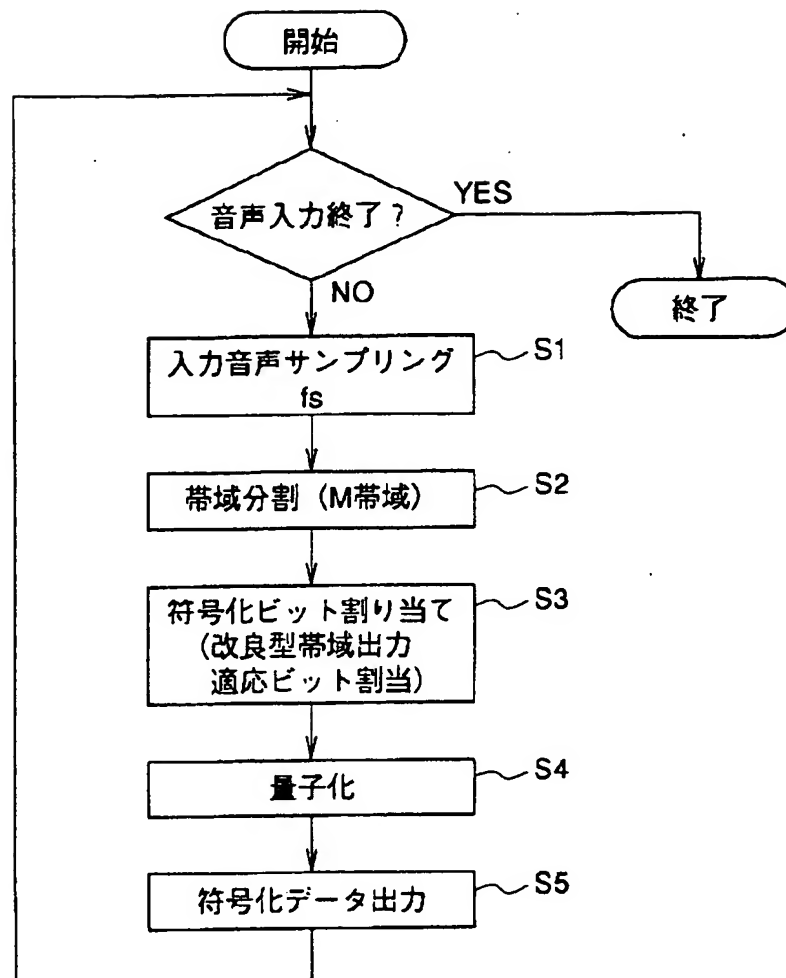 開始
音声入力終了？
YES
NO
終了
入力音声サンプリング
fs
S1
帯域分割（M帯域）
S2
符号化ビット割り当て
（改良型帯域出力
適応ビット割当）
S3
量子化
S4
符号化データ出力
S5